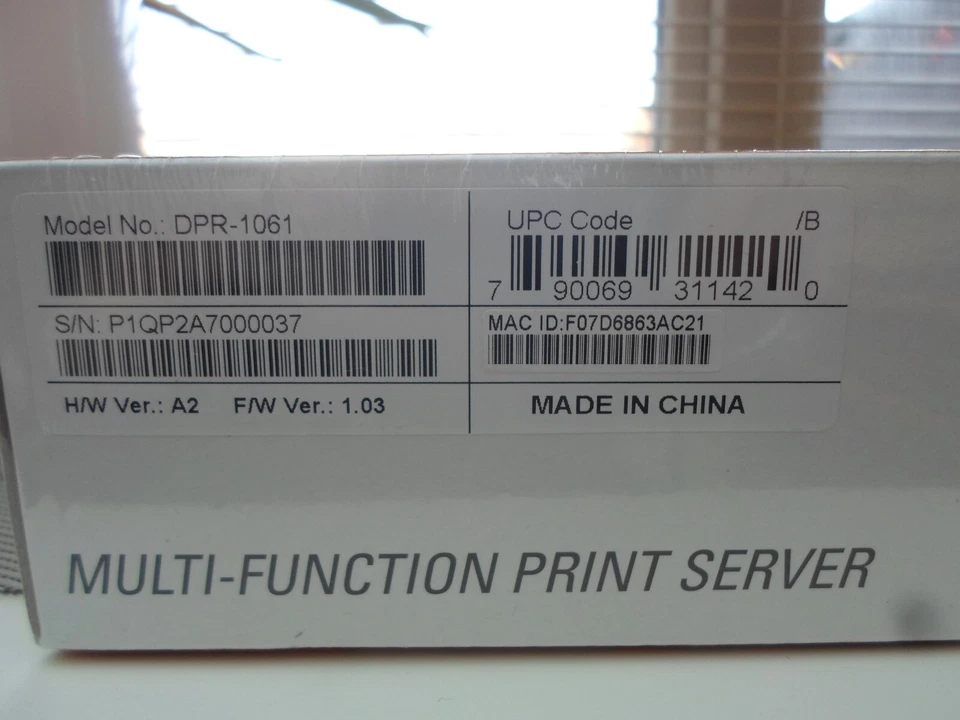 Model No.: DPR-1061
UPC Code /B
7 90069 31142 0
S/N: P1QP2A7000037
MAC ID:F07D6863AC21
H/W Ver.: A2 F/W Ver.: 1.03
MADE IN CHINA
MULTI-FUNCTION PRINT SERVER